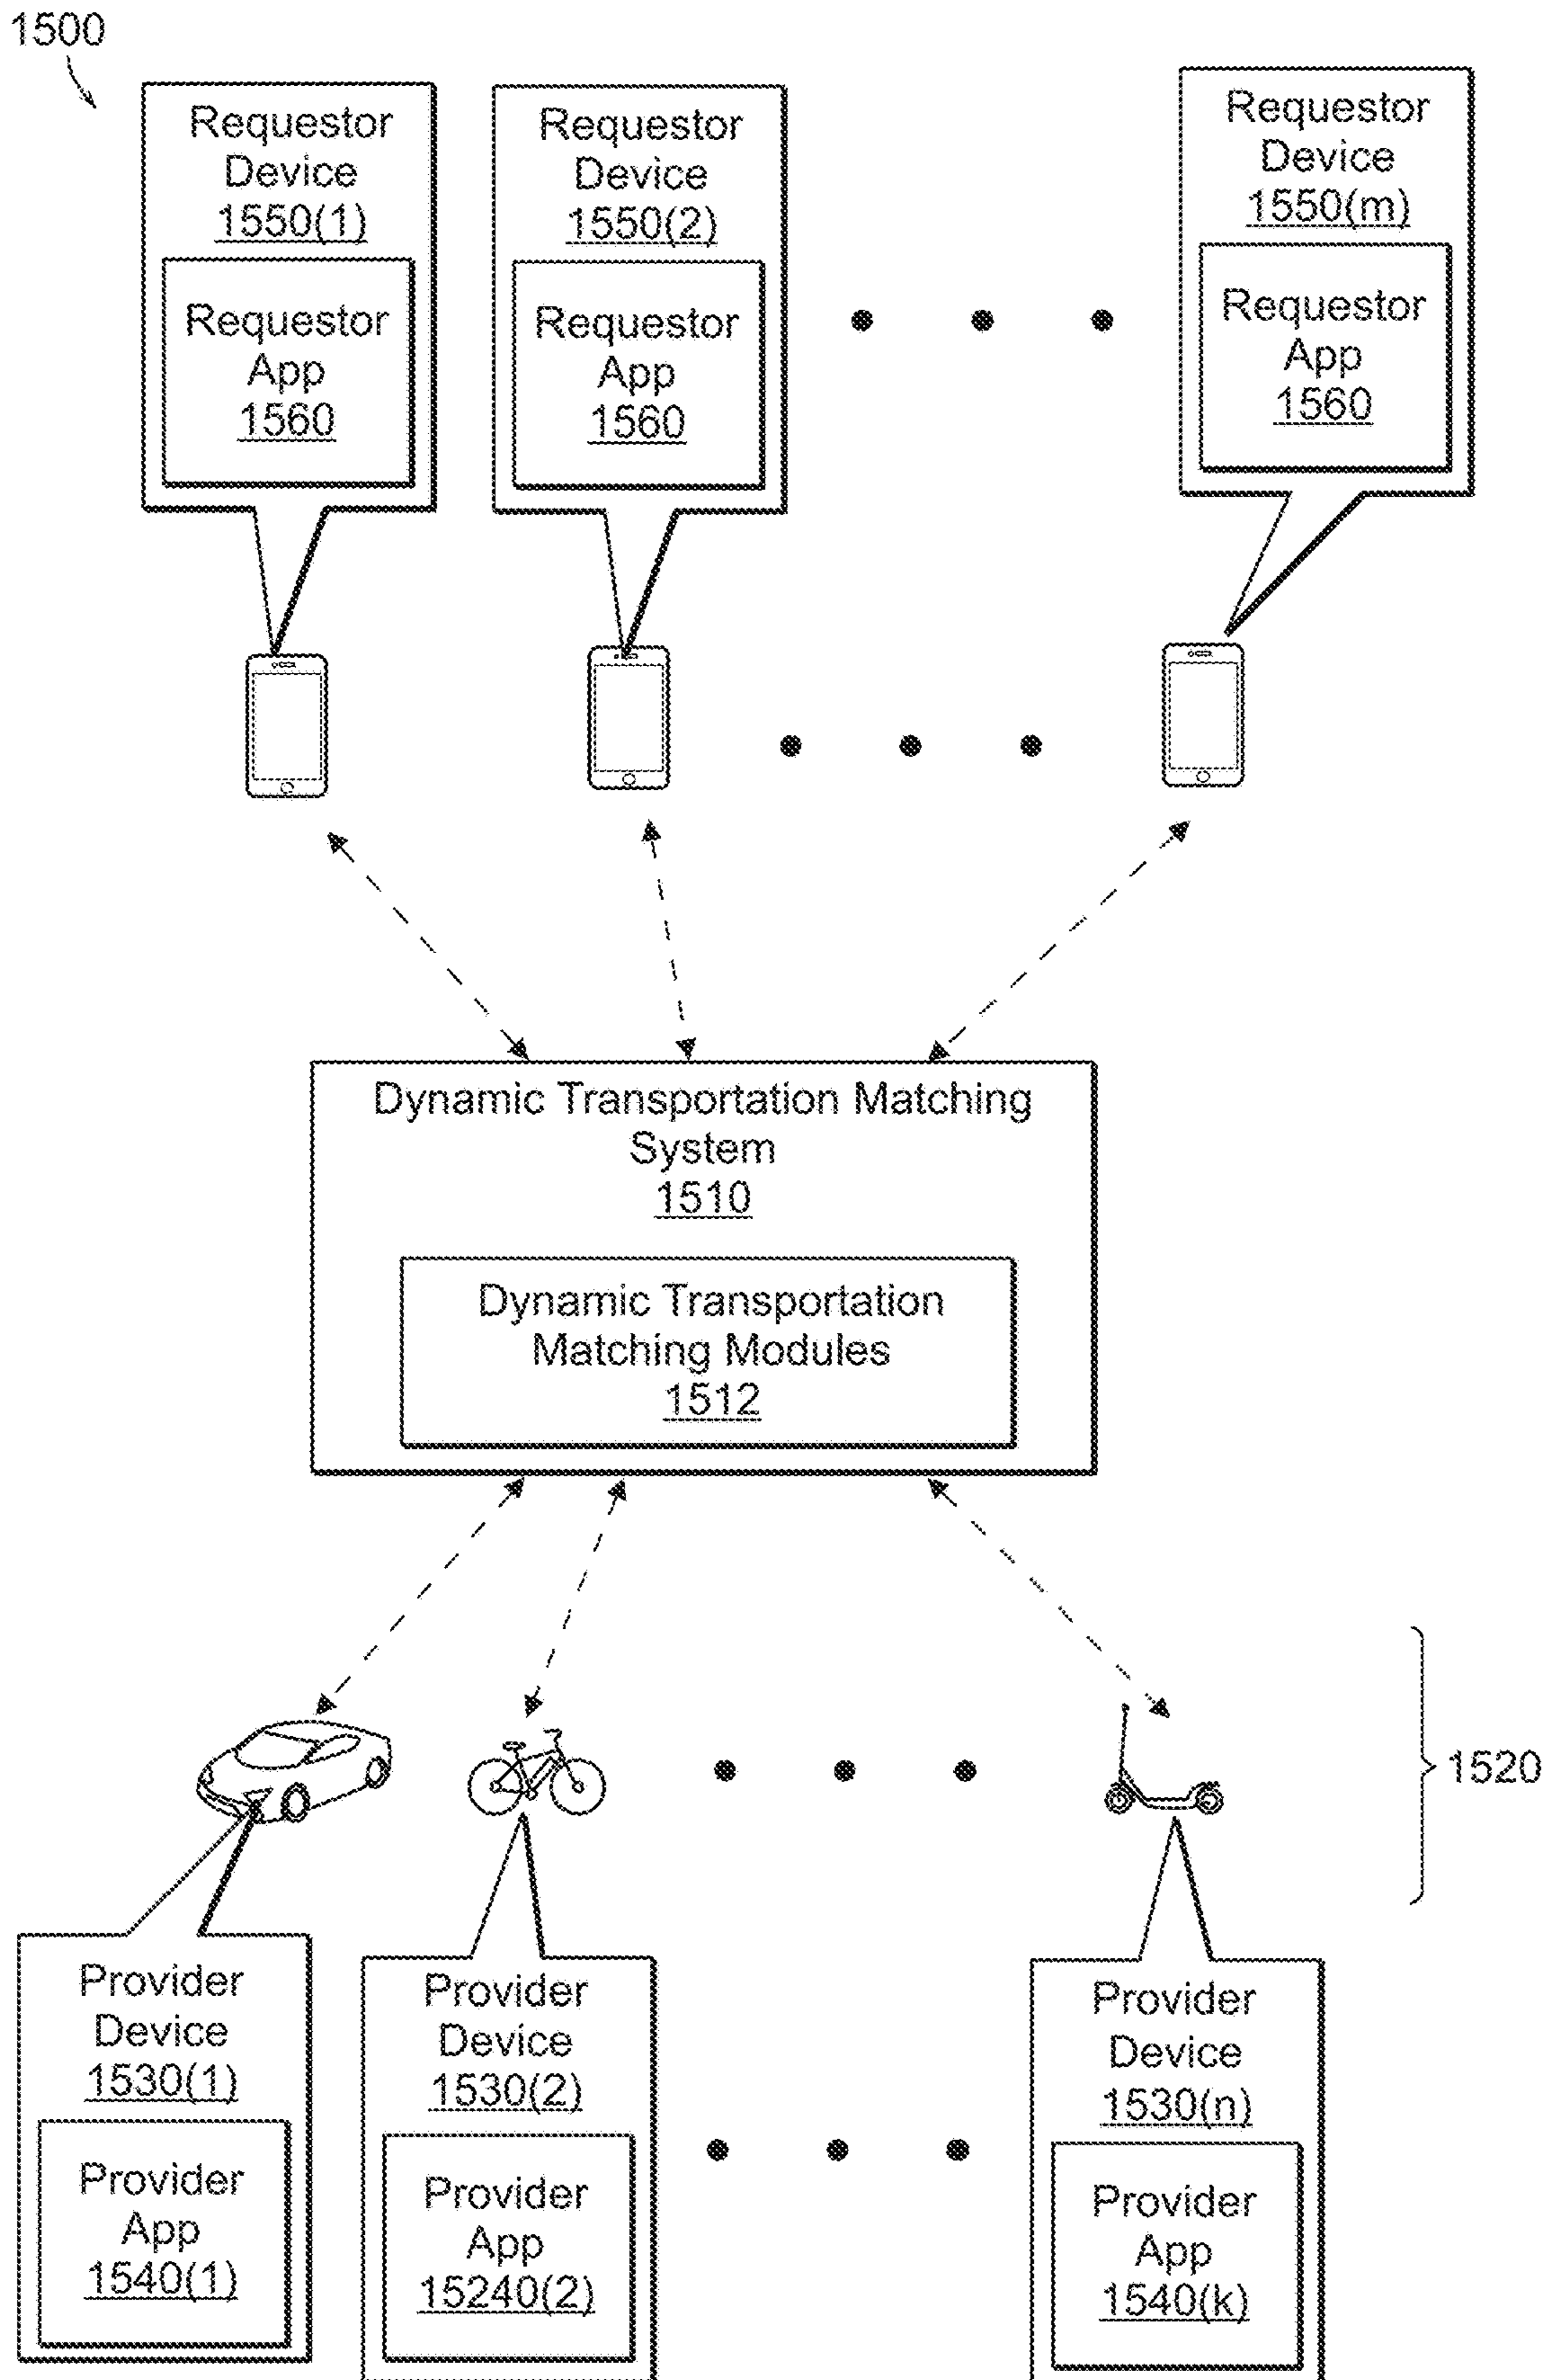 1500
Requestor
Device
1550(1)
Requestor
App
1560
Requestor
Device
1550(2)
Requestor
App
1560
Requestor
Device
1550(m)
Requestor
App
1560
Dynamic Transportation Matching
System
1510
Dynamic Transportation
Matching Modules
1512
1520
Provider
Device
1530(1)
Provider
App
1540(1)
Provider
Device
1530(2)
Provider
App
15240(2)
Provider
Device
1530(n)
Provider
App
1540(k)